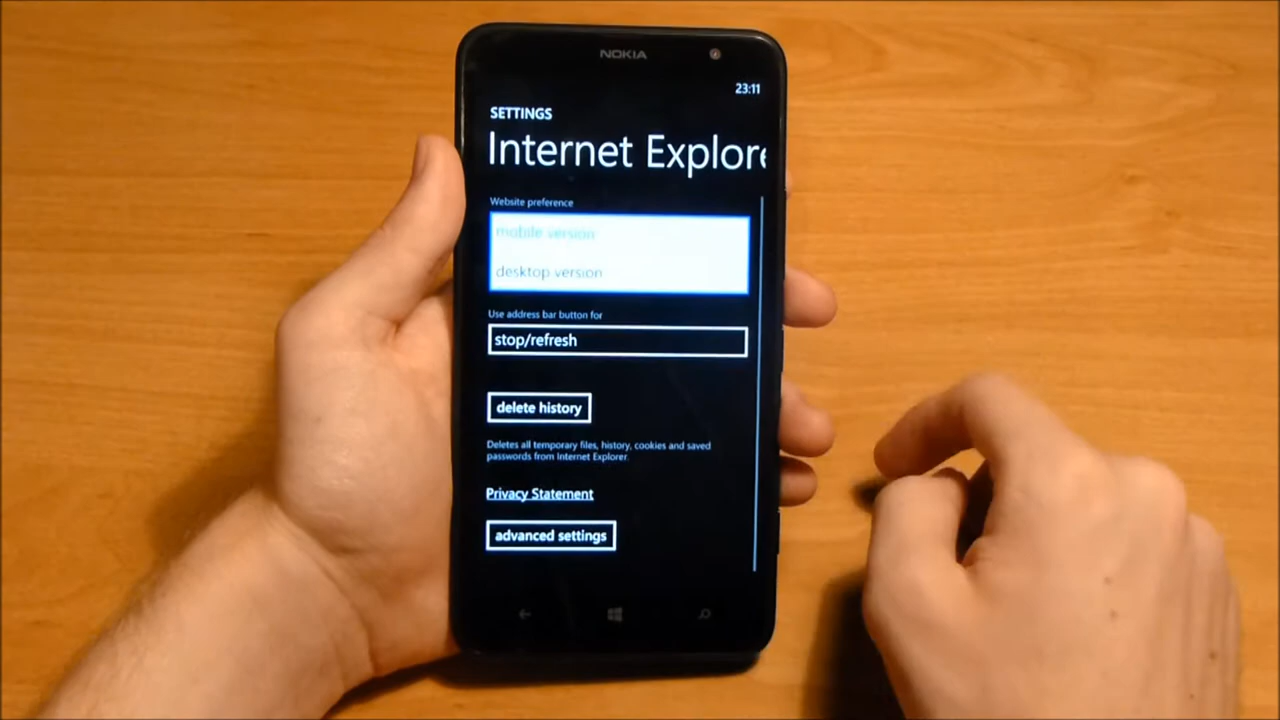 NOKIA
23:11
SETTINGS
Internet Explore
Website preference
mobile version
desktop version
Use address bar button for
stop/refresh
delete history
Deletes all temporary files, history, cookies and saved
passwords from Internet Explorer
Privacy Statement
advanced settings